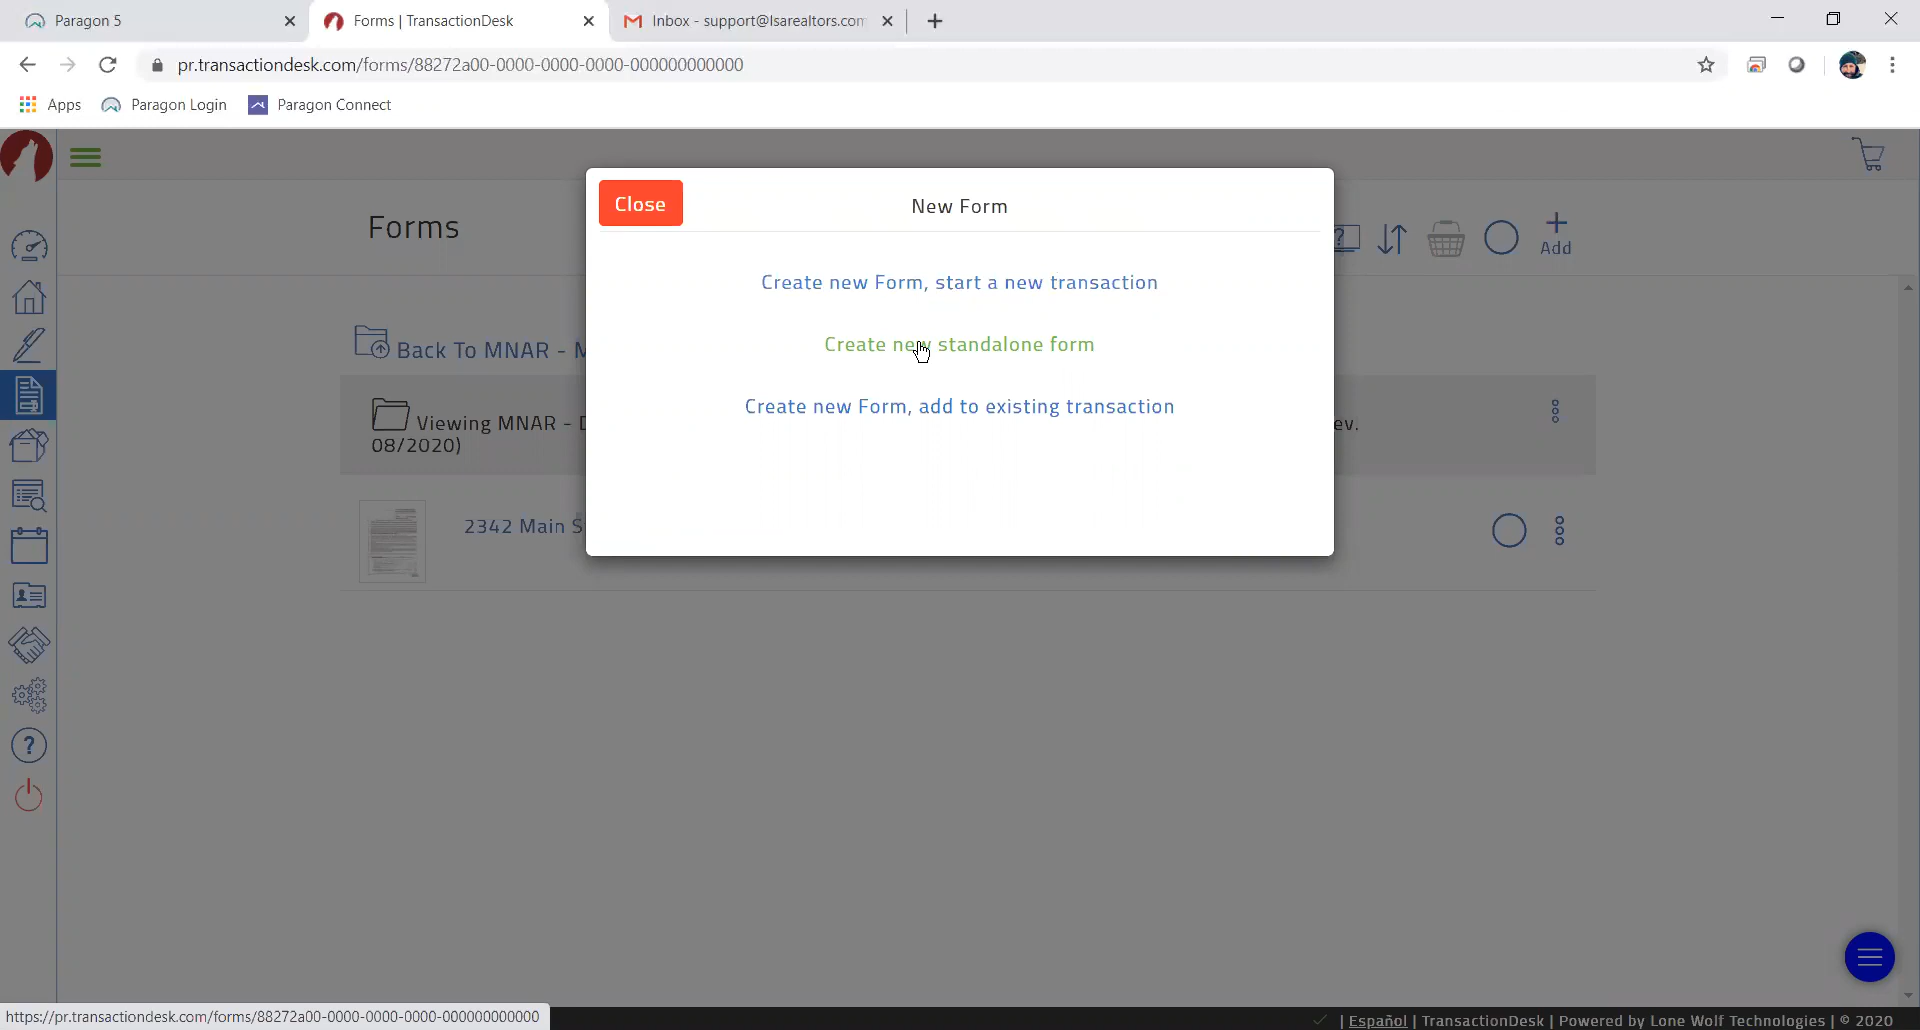 Paragon 5
Forms | TransactionDesk
Inbox - support@lsarealtors.com
pr.transactiondesk.com/forms/88272a00-0000-0000-0000-000000000000
Apps
Paragon Login
Paragon Connect
Close
New Form
Forms
Add
Create new Form, start a new transaction
Create new standalone form
Back To MNAR - M
Create new Form, add to existing transaction
Viewing MNAR - D
ev.
08/2020)
2342 Main S
https://pr.transactiondesk.com/forms/88272a00-0000-0000-0000-000000000000
| Español | TransactionDesk | Powered by Lone Wolf Technologies | © 2020